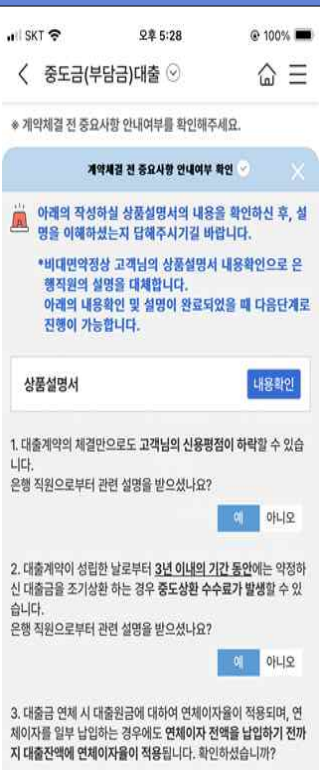 SKT 오후 5:28 100%
중도금(부담금)대출
※ 계약체결 전 중요사항 안내여부를 확인해주세요.
계약체결 전 중요사항 안내여부 확인
아래의 작성하실 상품설명서의 내용을 확인하신 후, 설
명을 이해하셨는지 답해주시기길 바랍니다.
*비대면약정상 고객님의 상품설명서 내용확인으로 은
행직원의 설명을 대체합니다.
아래의 내용확인 및 설명이 완료되었을 때 다음단계로
진행이 가능합니다.
상품설명서 내용확인
1. 대출계약의 체결만으로도 고객님의 신용평점이 하락할 수 있습
니다.
은행 직원으로부터 관련 설명을 받으셨나요?
예 아니오
2. 대출계약이 성립한 날로부터 3년 이내의 기간 동안에는 약정하
신 대출금을 조기상환 하는 경우 중도상환 수수료가 발생할 수 있
습니다.
은행 직원으로부터 관련 설명을 받으셨나요?
예 아니오
3. 대출금 연체 시 대출원금에 대하여 연체이자율이 적용되며, 연
체이자를 일부 납입하는 경우에도 연체이자 전액을 납입하기 전까
지 대출잔액에 연체이자율이 적용됩니다. 확인하셨습니까?